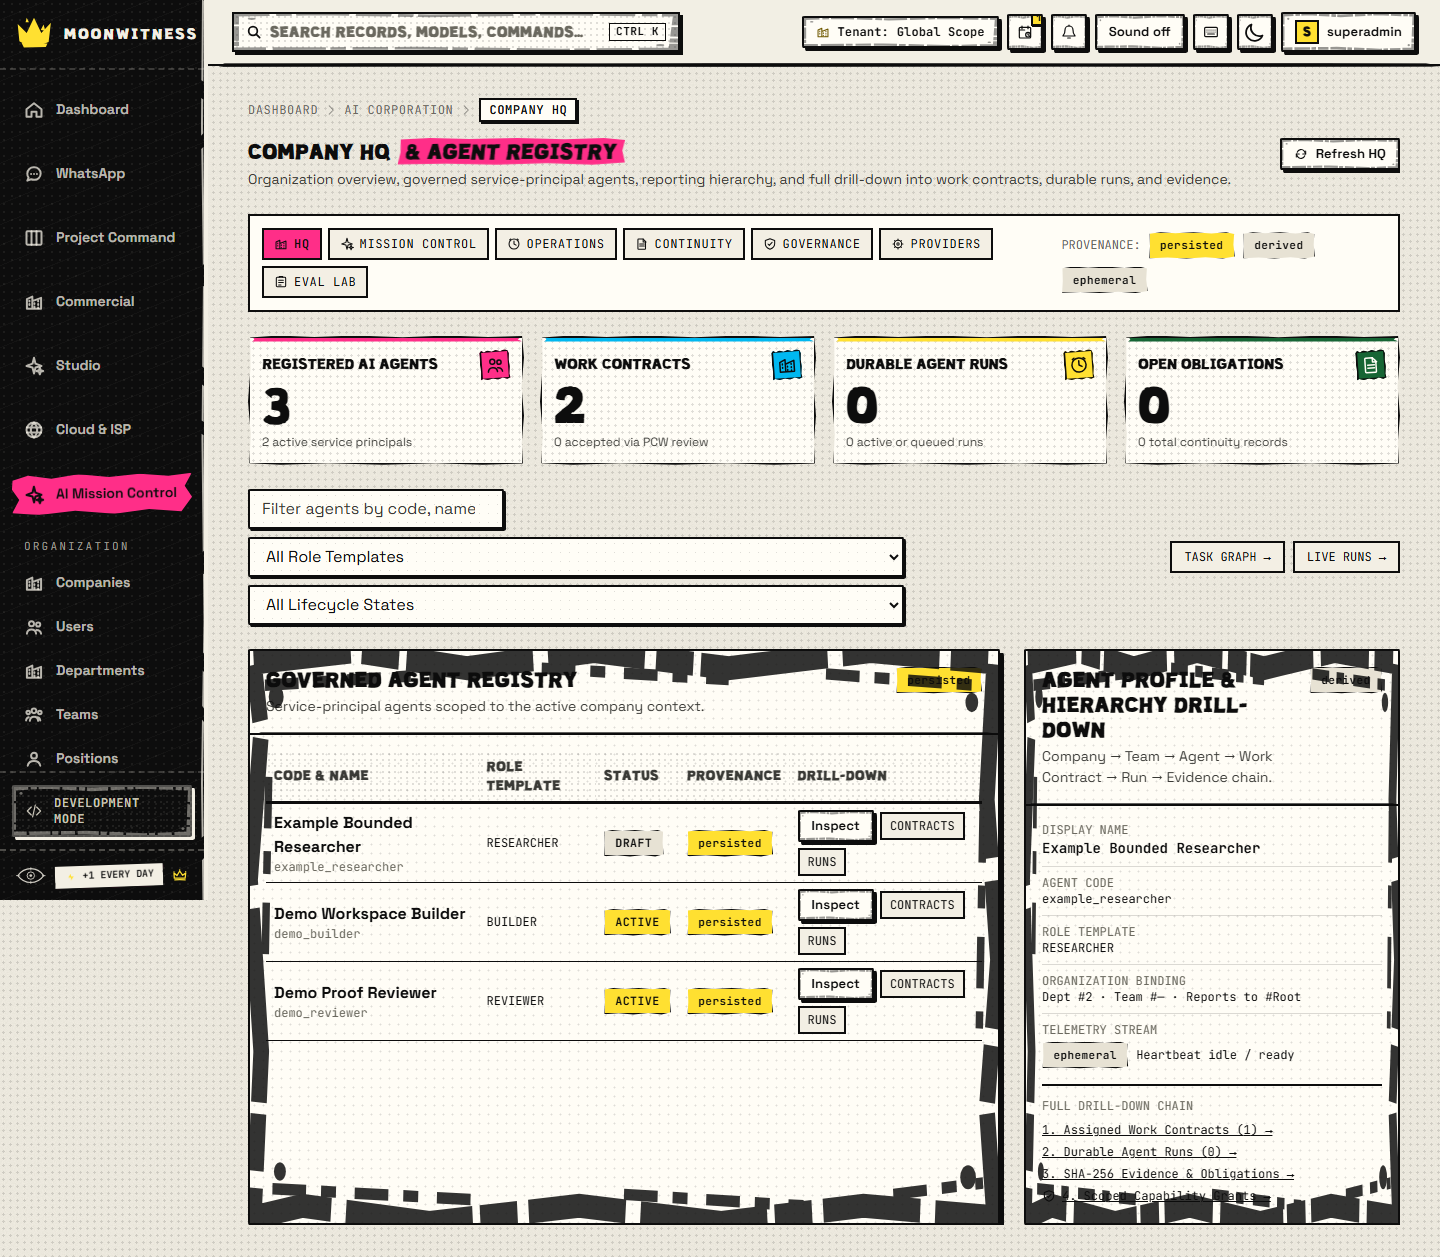 MOONWITNESS
SEARCH RECORDS, MODELS, COMMANDS...
CTRL K
Tenant: Global Scope
Sound off
$
superadmin
Dashboard
WhatsApp
Project Command
Commercial
Studio
Cloud & ISP
AI Mission Control
ORGANIZATION
Companies
Users
Departments
Teams
Positions
DEVELOPMENT
MODE
+1 EVERY DAY
DASHBOARD > AI CORPORATION > COMPANY HQ
COMPANY HQ & AGENT REGISTRY
Refresh HQ
Organization overview, governed service-principal agents, reporting hierarchy, and full drill-down into work contracts, durable runs, and evidence.
HQ
MISSION CONTROL
OPERATIONS
CONTINUITY
GOVERNANCE
PROVIDERS
EVAL LAB
PROVENANCE: persisted derived
ephemeral
REGISTERED AI AGENTS
3
2 active service principals
WORK CONTRACTS
2
0 accepted via PCW review
DURABLE AGENT RUNS
0
0 active or queued runs
OPEN OBLIGATIONS
0
0 total continuity records
Filter agents by code, name
All Role Templates
All Lifecycle States
TASK GRAPH →
LIVE RUNS →
GOVERNED AGENT REGISTRY
persisted
Service-principal agents scoped to the active company context.
CODE & NAME
ROLE
TEMPLATE
STATUS
PROVENANCE
DRILL-DOWN
Example Bounded
Researcher
example_researcher
RESEARCHER
DRAFT
persisted
Inspect
CONTRACTS
RUNS
Demo Workspace Builder
demo_builder
BUILDER
ACTIVE
persisted
Inspect
CONTRACTS
RUNS
Demo Proof Reviewer
demo_reviewer
REVIEWER
ACTIVE
persisted
Inspect
CONTRACTS
RUNS
AGENT PROFILE &
HIERARCHY DRILL-
DOWN
derived
Company → Team → Agent → Work
Contract → Run → Evidence chain.
DISPLAY NAME
Example Bounded Researcher
AGENT CODE
example_researcher
ROLE TEMPLATE
RESEARCHER
ORGANIZATION BINDING
Dept #2 · Team #— · Reports to #Root
TELEMETRY STREAM
ephemeral Heartbeat idle / ready
FULL DRILL-DOWN CHAIN
1. Assigned Work Contracts (1) →
2. Durable Agent Runs (0) →
3. SHA-256 Evidence & Obligations →
4. Scoped Capability Grants →